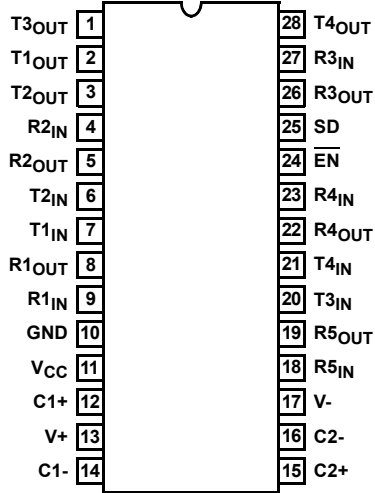 T3OUT 1 28 T4OUT
T1OUT 2 27 R3IN
T2OUT 3 26 R3OUT
R2IN 4 25 SD
R2OUT 5 24 EN
T2IN 6 23 R4IN
T1IN 7 22 R4OUT
R1OUT 8 21 T4IN
R1IN 9 20 T3IN
GND 10 19 R5OUT
VCC 11 18 R5IN
C1+ 12 17 V-
V+ 13 16 C2-
C1- 14 15 C2+